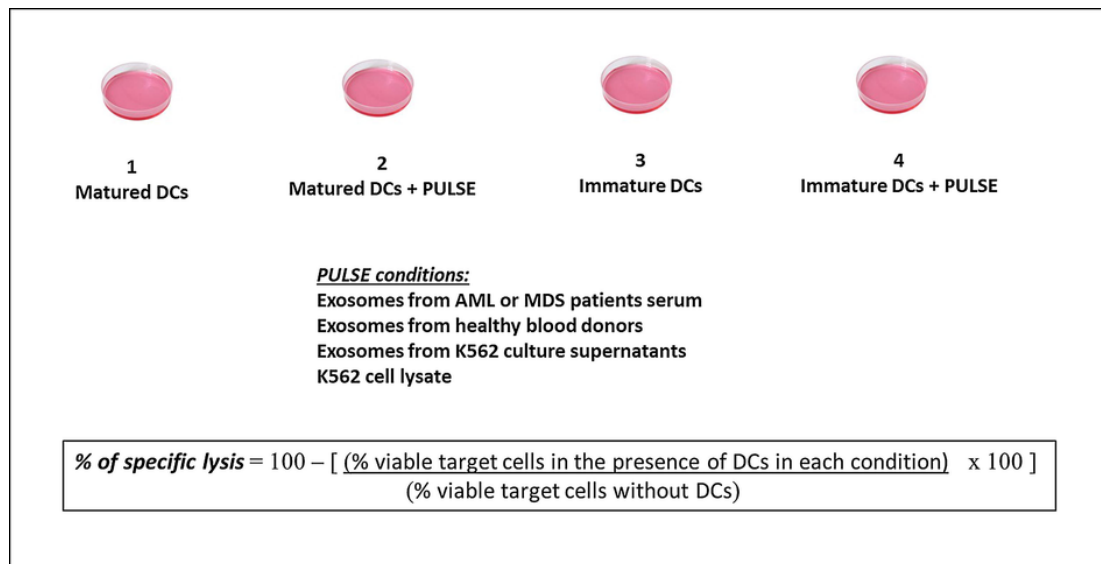 1
Matured DCs
2
Matured DCs + PULSE
3
Immature DCs
4
Immature DCs + PULSE
PULSE conditions:
Exosomes from AML or MDS patients serum
Exosomes from healthy blood donors
Exosomes from K562 culture supernatants
K562 cell lysate
% of specific lysis = 100 – [ (% viable target cells in the presence of DCs in each condition) x 100 ]
(% viable target cells without DCs)